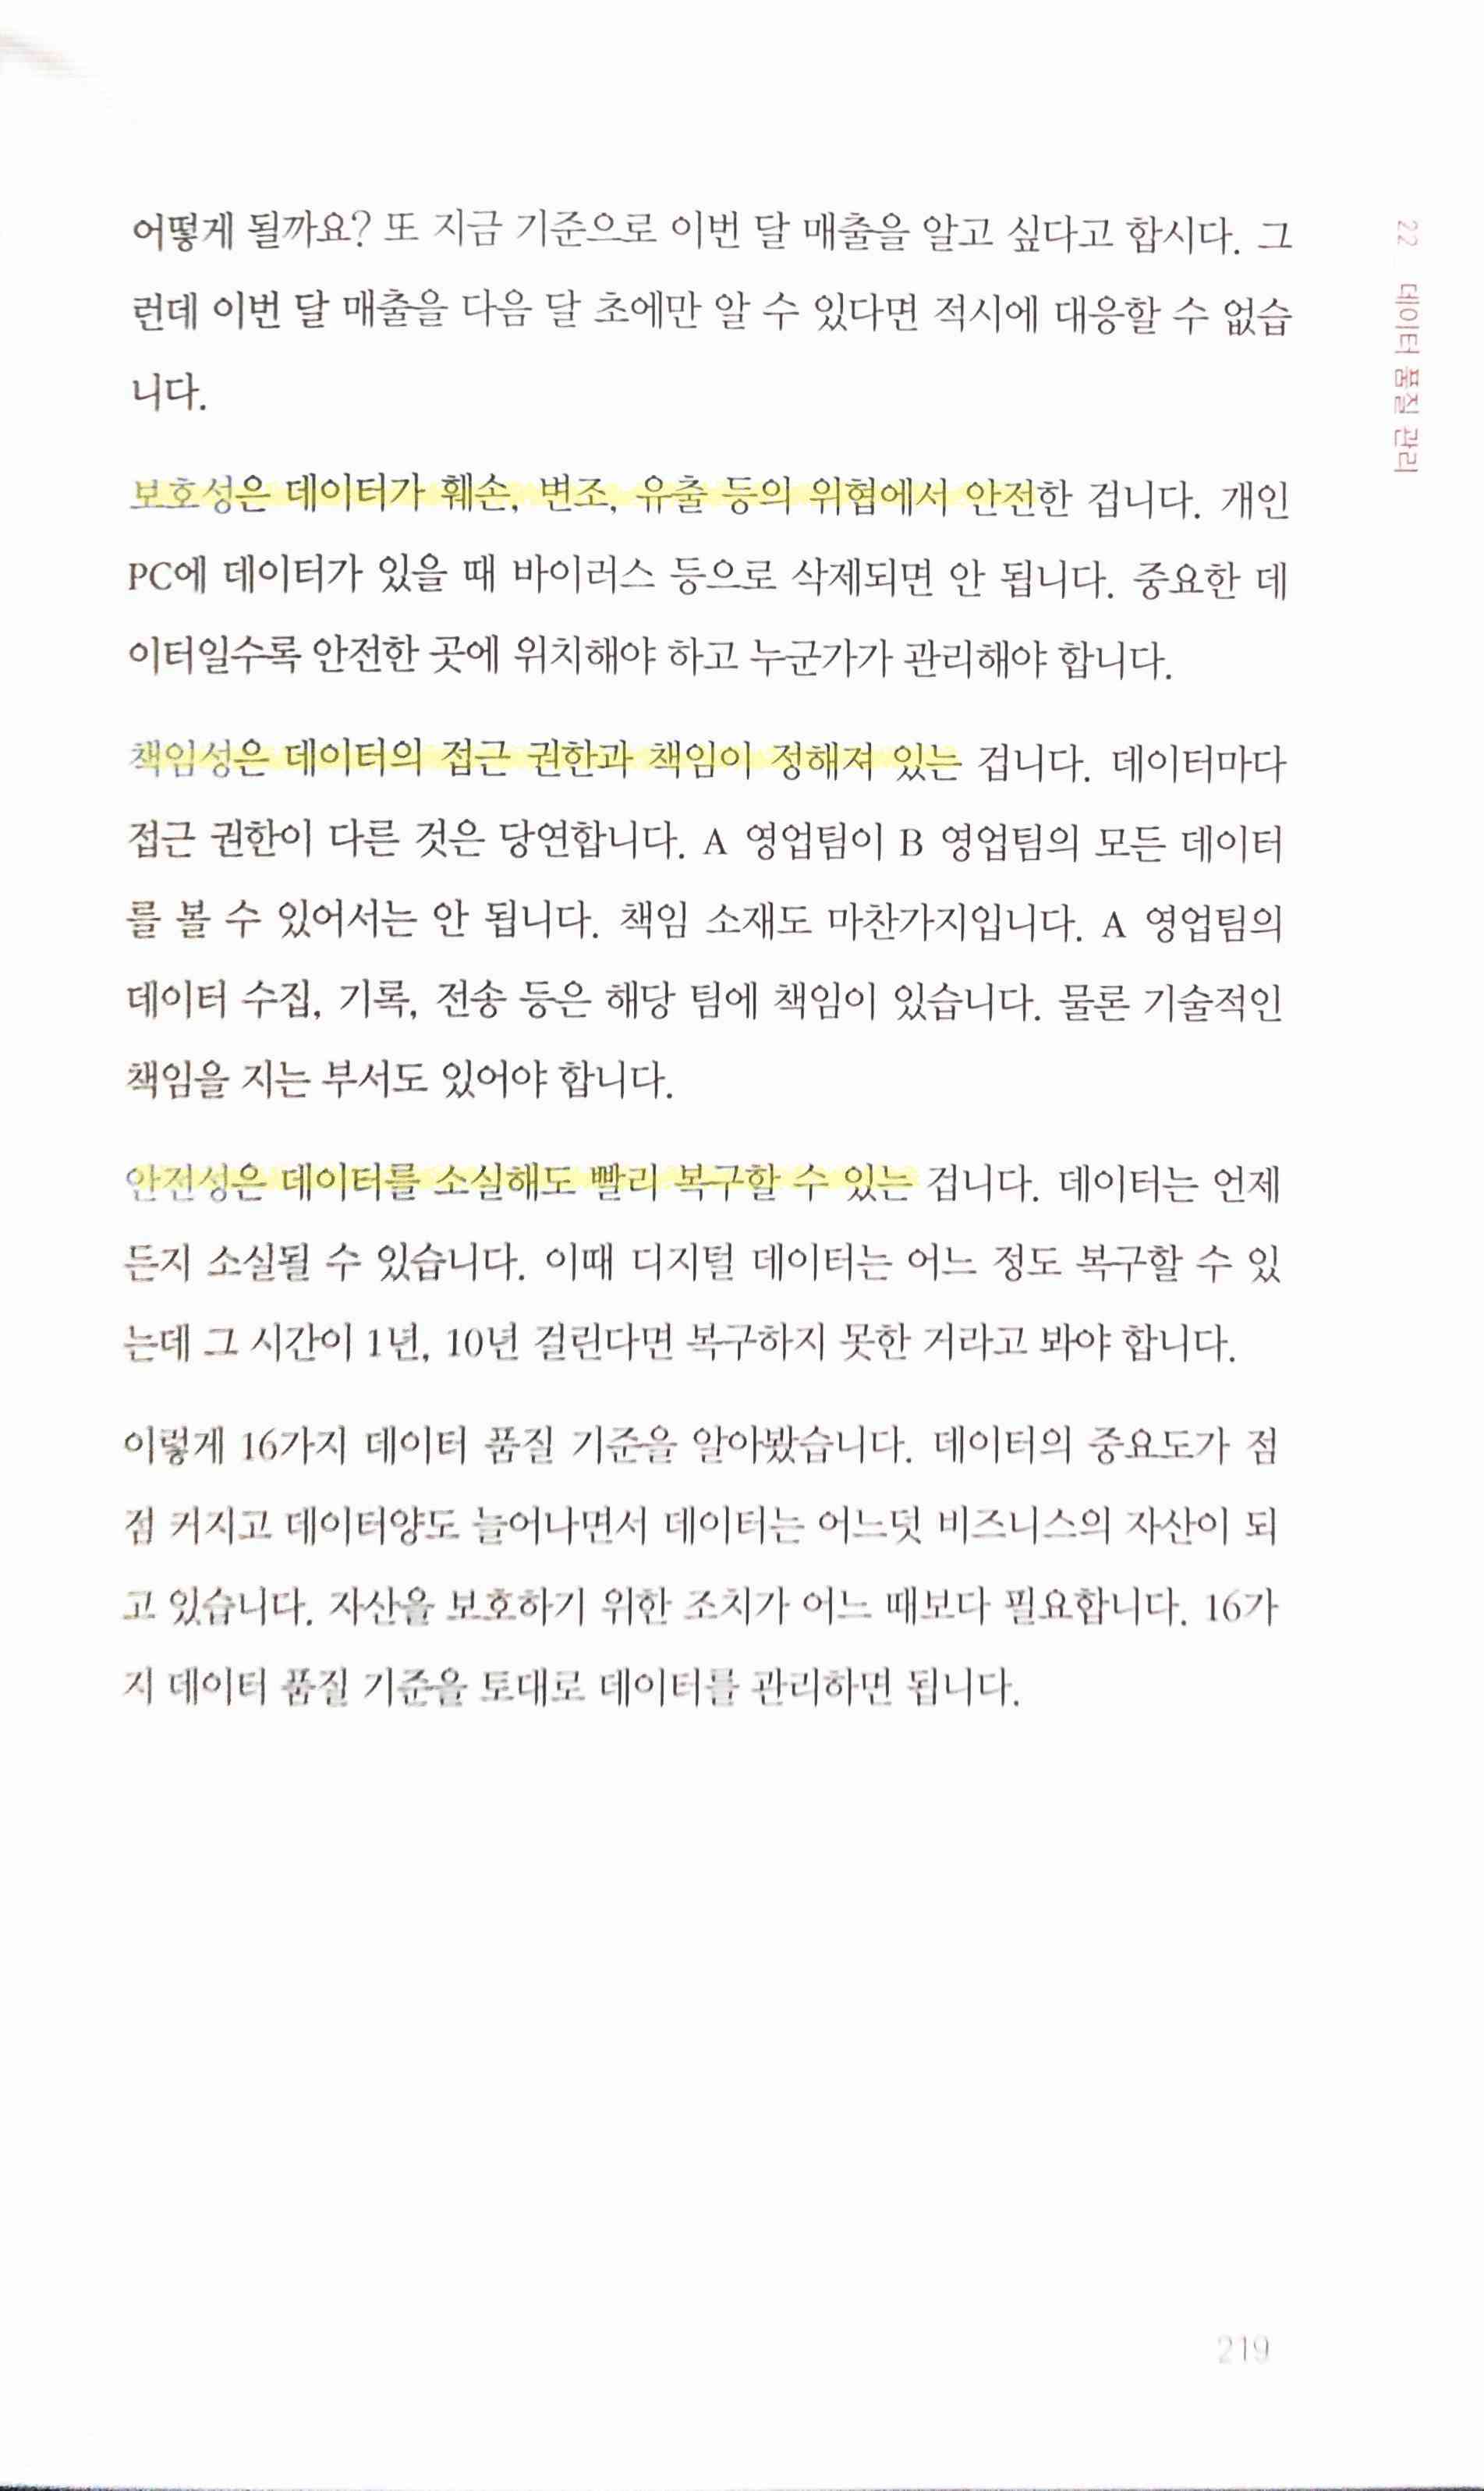 어떻게 될까요? 또 지금 기준으로 이번 달 매출을 알고 싶다고 합시다. 그
런데 이번 달 매출을 다음 달 초에만 알 수 있다면 적시에 대응할 수 없습
니다.
보호성은 데이터가 훼손, 변조, 유출 등의 위협에서 안전한 겁니다. 개인
PC에 데이터가 있을 때 바이러스 등으로 삭제되면 안 됩니다. 중요한 데
이터일수록 안전한 곳에 위치해야 하고 누군가가 관리해야 합니다.
책임성은 데이터의 접근 권한과 책임이 정해져 있는 겁니다. 데이터마다
접근 권한이 다른 것은 당연합니다. A 영업팀이 B 영업팀의 모든 데이터
를 볼 수 있어서는 안 됩니다. 책임 소재도 마찬가지입니다. A 영업팀의
데이터 수집, 기록, 전송 등은 해당 팀에 책임이 있습니다. 물론 기술적인
책임을 지는 부서도 있어야 합니다.
안전성은 데이터를 소실해도 빨리 복구할 수 있는 겁니다. 데이터는 언제
든지 소실될 수 있습니다. 이때 디지털 데이터는 어느 정도 복구할 수 있
는데 그 시간이 1년, 10년 걸린다면 복구하지 못한 거라고 봐야 합니다.
이렇게 16가지 데이터 품질 기준을 알아봤습니다. 데이터의 중요도가 점
점 커지고 데이터양도 늘어나면서 데이터는 어느덧 비즈니스의 자산이 되
고 있습니다. 자산을 보호하기 위한 조치가 어느 때보다 필요합니다. 16가
지 데이터 품질 기준을 토대로 데이터를 관리하면 됩니다.
22 데이터 품질 관리
219